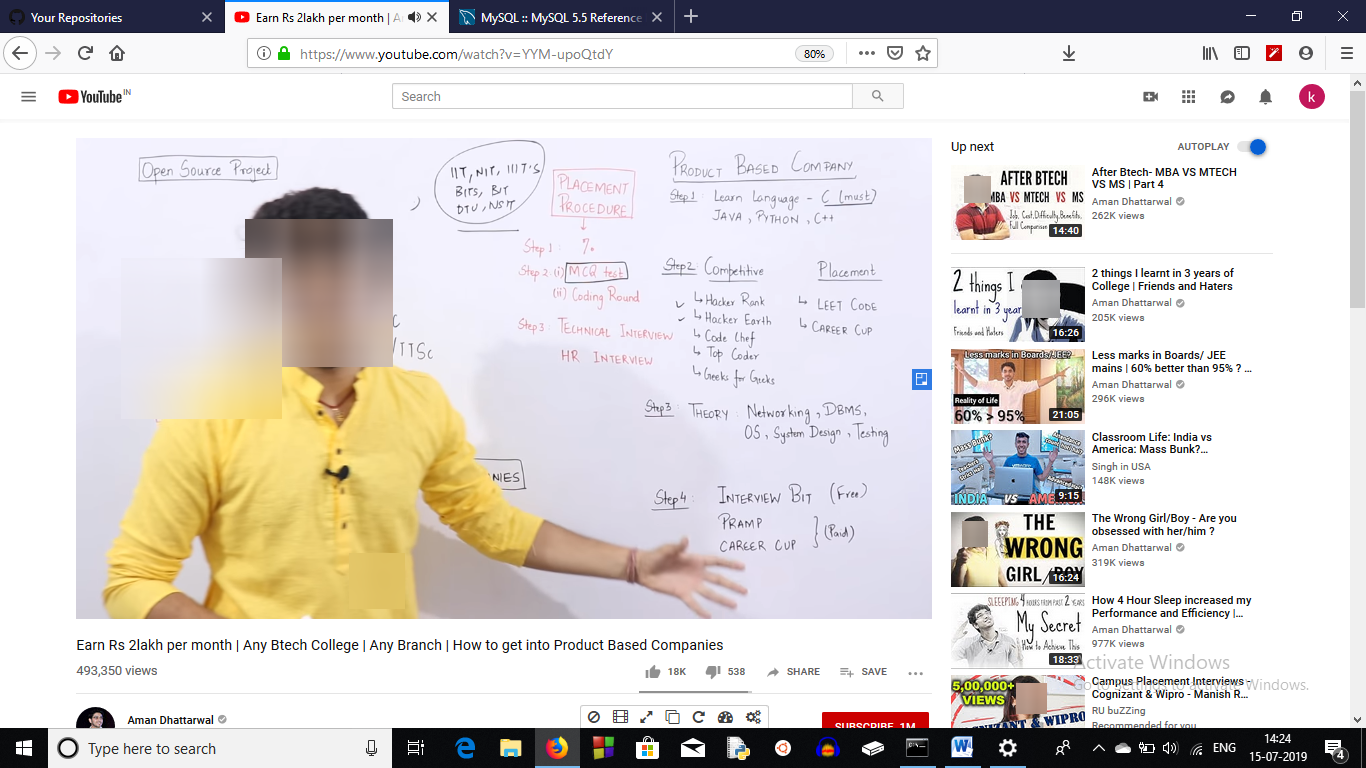 Your Repositories
Earn Rs 2lakh per month | A
MySQL :: MySQL 5.5 Reference
https://www.youtube.com/watch?v=YYM-upoQtdY
80%
YouTube IN
Search
k
Open Source Project
IIT, NIT, IIIT'S
BITS, BIT
DTU, NSIT
PLACEMENT
PROCEDURE
Step 1 :
Step 2 (i) MCQ test
(ii) Coding Round
Step 3 : TECHNICAL INTERVIEW
HR INTERVIEW
C
/TTSc
NIES
PRODUCT BASED COMPANY
Step 1 : Learn Language - C (must)
JAVA, PYTHON, C++
Step2 Competitive Placement
Hacker Rank
Hacker Earth
Code Chef
Top Coder
Geeks for Geeks
LEET CODE
CAREER CUP
Step3 : THEORY : Networking, DBMS,
OS, System Design, Testing
Step4 : INTERVIEW BIT (Free)
PRAMP
CAREER CUP } (Paid)
Earn Rs 2lakh per month | Any Btech College | Any Branch | How to get into Product Based Companies
493,350 views
18K
538
SHARE
SAVE
Aman Dhattarwal
SUBSCRIBE 1M
Up next
AUTOPLAY
AFTER BTECH
MBA VS MTECH VS MS
Job, Cost, Difficulty, Benefits,
Full Comparison
14:40
After Btech- MBA VS MTECH
VS MS | Part 4
Aman Dhattarwal
262K views
2 things I
learnt in 3 year
Friends and Haters
16:26
2 things I learnt in 3 years of
College | Friends and Haters
Aman Dhattarwal
205K views
Less marks in Boards/JEE?
Reality of Life
60% > 95%
21:05
Less marks in Boards/ JEE
mains | 60% better than 95% ? ...
Aman Dhattarwal
296K views
Mass Bunk?
INDIA VS AMERICA
9:15
Classroom Life: India vs
America: Mass Bunk?...
Singh in USA
148K views
THE
WRONG
GIRL/BOY
16:24
The Wrong Girl/Boy - Are you
obsessed with her/him ?
Aman Dhattarwal
319K views
SLEEEPING 4 HOURS FROM PAST 2 YEARS
My Secret
How to Achieve This
18:33
How 4 Hour Sleep increased my
Performance and Efficiency |...
Aman Dhattarwal
977K views
5,00,000+
VIEWS
& WIPRO
Campus Placement Interviews -
Cognizant & Wipro - Manish R...
RU buZZing
Recommended for you
Activate Windows
Go to Settings to activate Windows.
Type here to search
ENG
14:24
15-07-2019
4